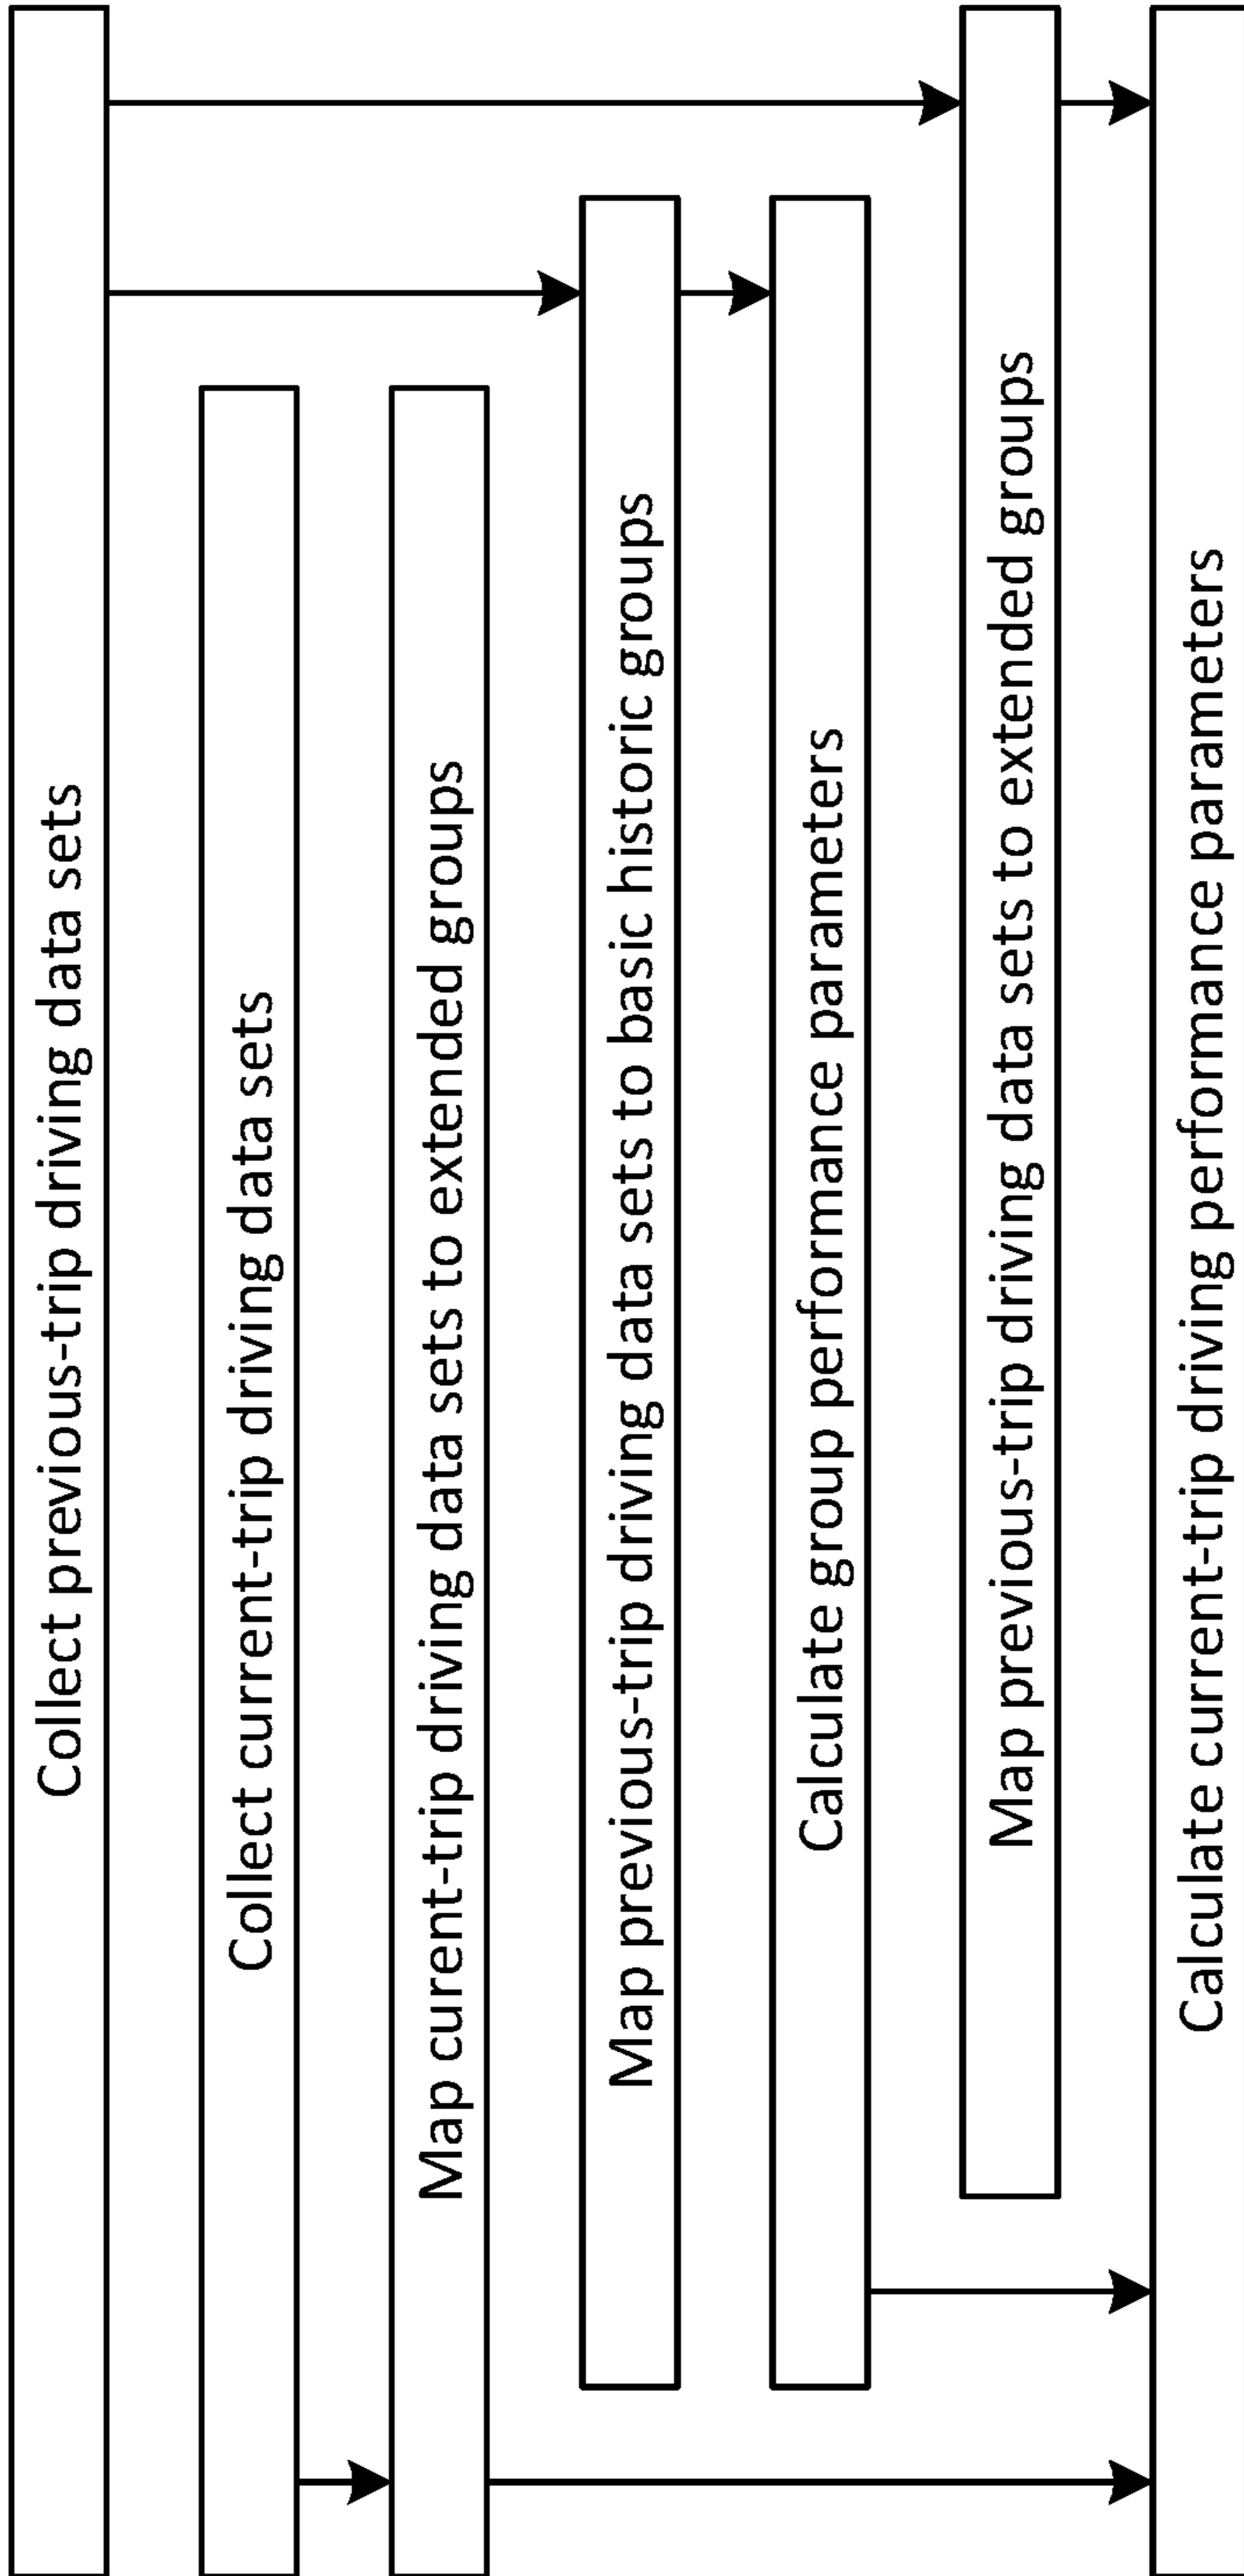 Collect previous-trip driving data sets
Collect current-trip driving data sets
Map curent-trip driving data sets to extended groups
Map previous-trip driving data sets to basic historic groups
Calculate group performance parameters
Map previous-trip driving data sets to extended groups
Calculate current-trip driving performance parameters